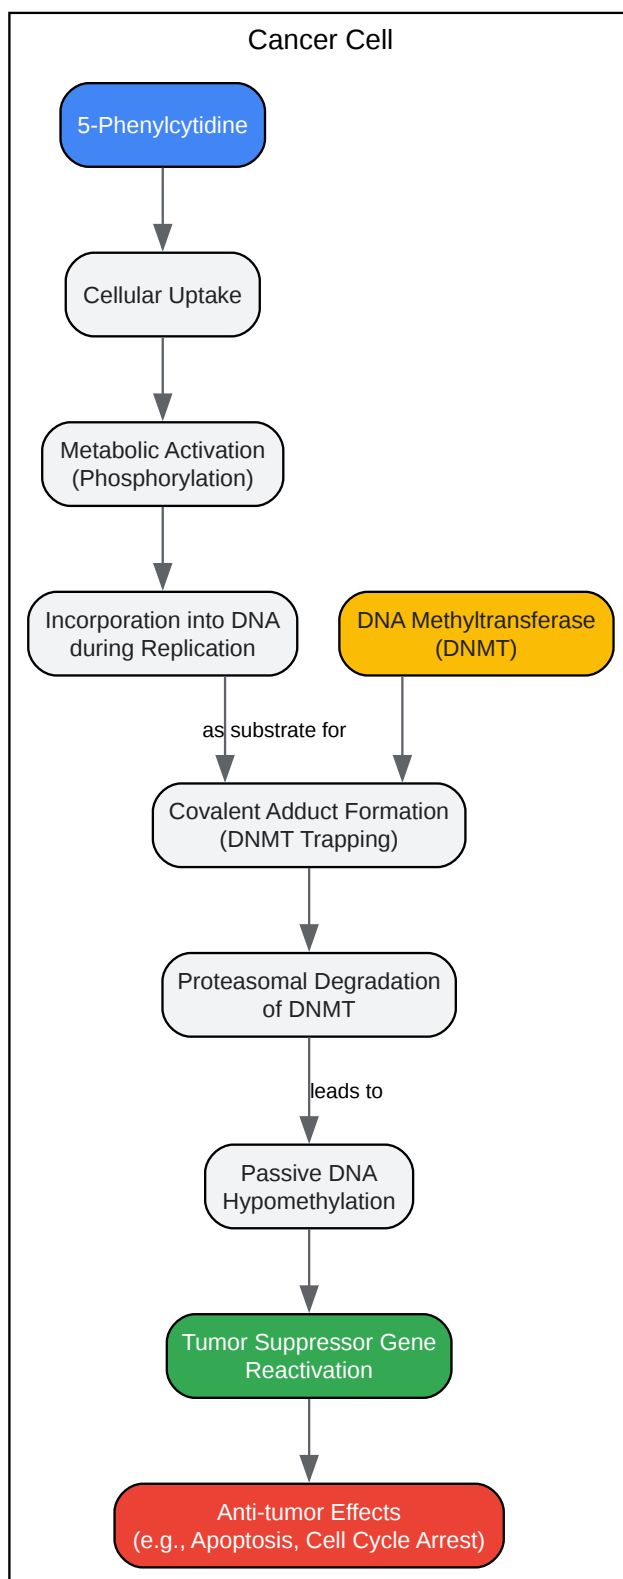 Cancer Cell
5-Phenylcytidine
Cellular Uptake
Metabolic Activation
(Phosphorylation)
Incorporation into DNA
during Replication
DNA Methyltransferase
(DNMT)
as substrate for
Covalent Adduct Formation
(DNMT Trapping)
Proteasomal Degradation
of DNMT
leads to
Passive DNA
Hypomethylation
Tumor Suppressor Gene
Reactivation
Anti-tumor Effects
(e.g., Apoptosis, Cell Cycle Arrest)